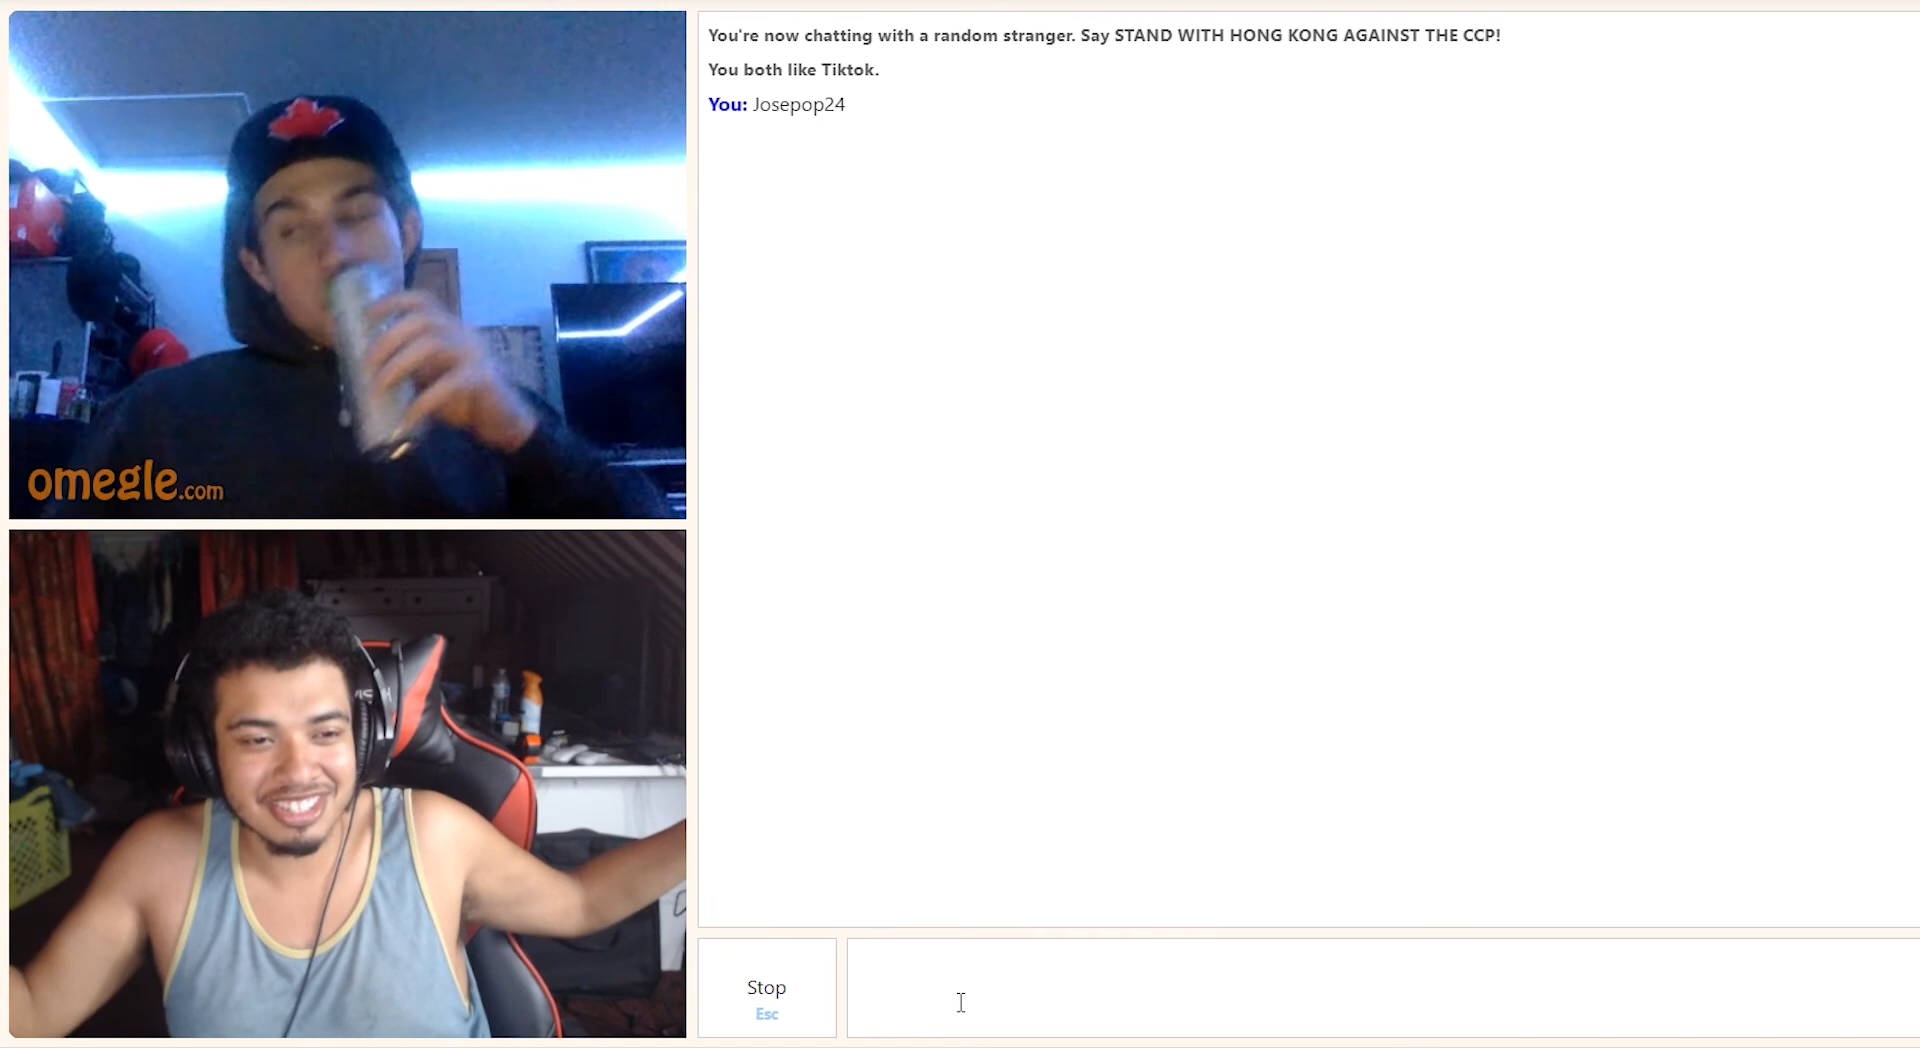 You're now chatting with a random stranger. Say STAND WITH HONG KONG AGAINST THE CCP!
You both like Tiktok.
You: Josepop24
omegle.com
Stop
Esc